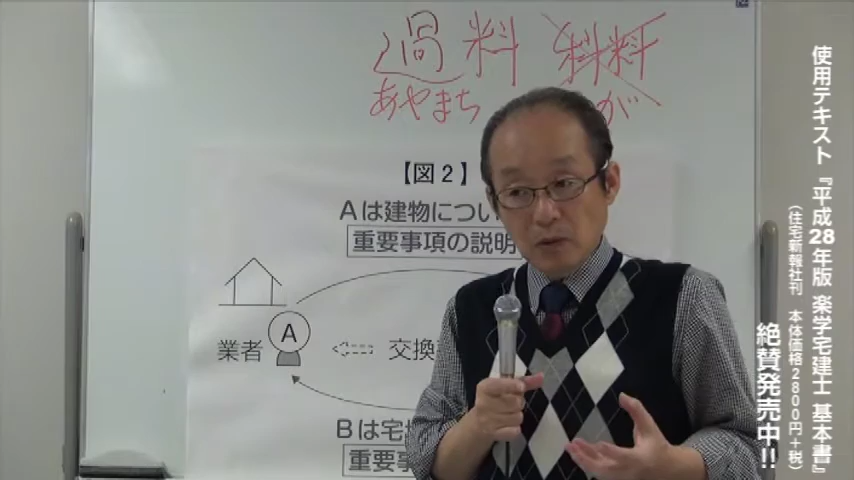 過料 科料
あやまち が
【図2】
Aは建物につい
重要事項の説明
A
業者
交換
Bは宅地
重要事
使用テキスト『平成28年版 楽学宅建士 基本書』
（住宅新報社刊 本体価格2800円＋税）
絶賛発売中!!